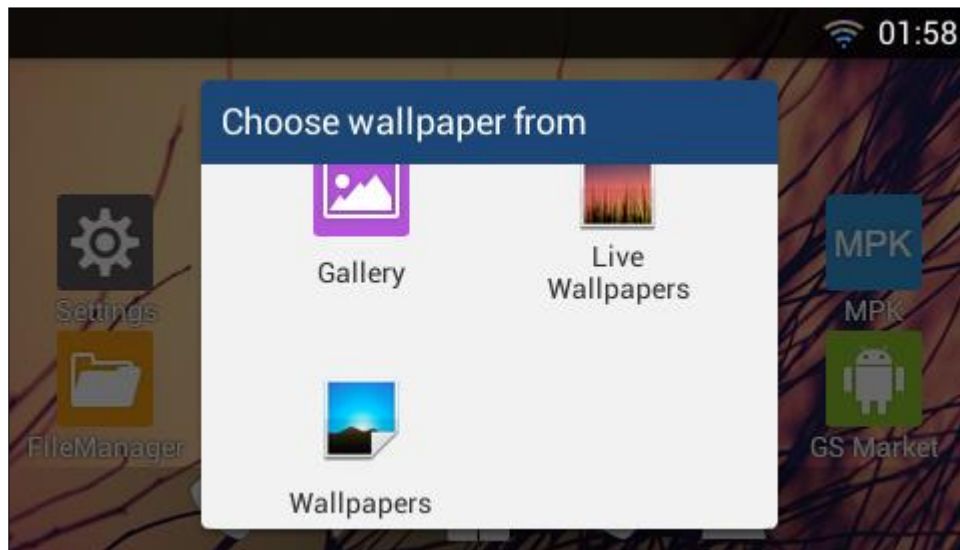 01:58
Choose wallpaper from
Gallery
Live
Wallpapers
Settings
MPK
MPK
FileManager
GS Market
Wallpapers